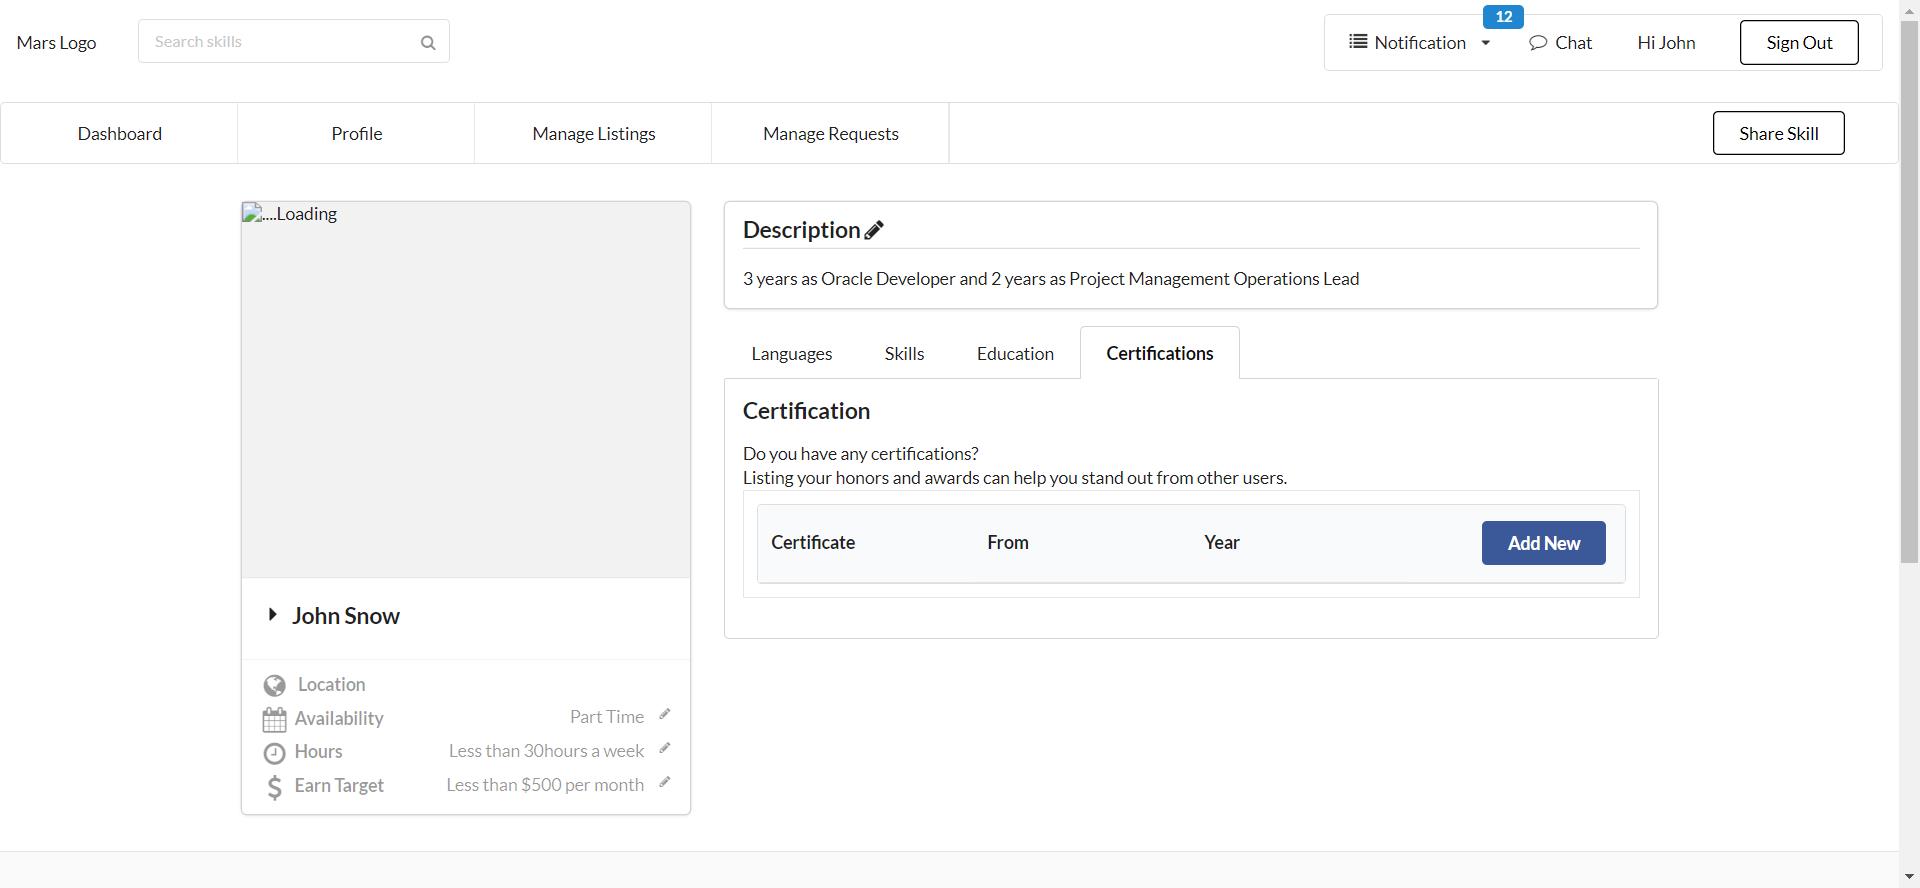 Mars Logo
Search skills
12
Notification
Chat
Hi John
Sign Out
Dashboard
Profile
Manage Listings
Manage Requests
Share Skill
....Loading
John Snow
Location
Availability
Part Time
Hours
Less than 30hours a week
Earn Target
Less than $500 per month
Description
3 years as Oracle Developer and 2 years as Project Management Operations Lead
Languages
Skills
Education
Certifications
Certification
Do you have any certifications?
Listing your honors and awards can help you stand out from other users.
Certificate
From
Year
Add New